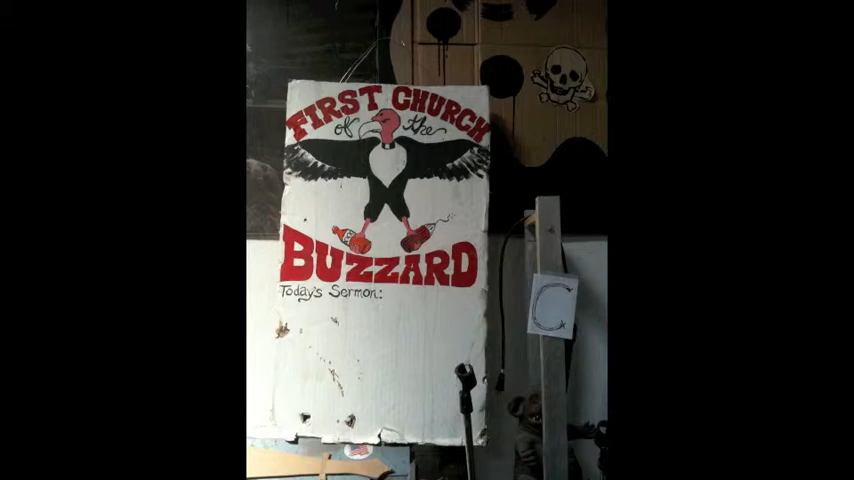 FIRST CHURCH
of the
BUZZARD
Today's Sermon:
C